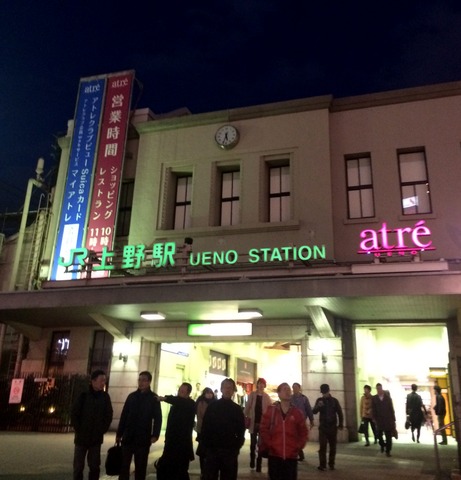 atré
アトレクラブビュー
Suicaカード
マイアトレ
atré
営業時間
ショッピング 10時
レストラン 11時
JR上野駅 UENO STATION
atré
UENO